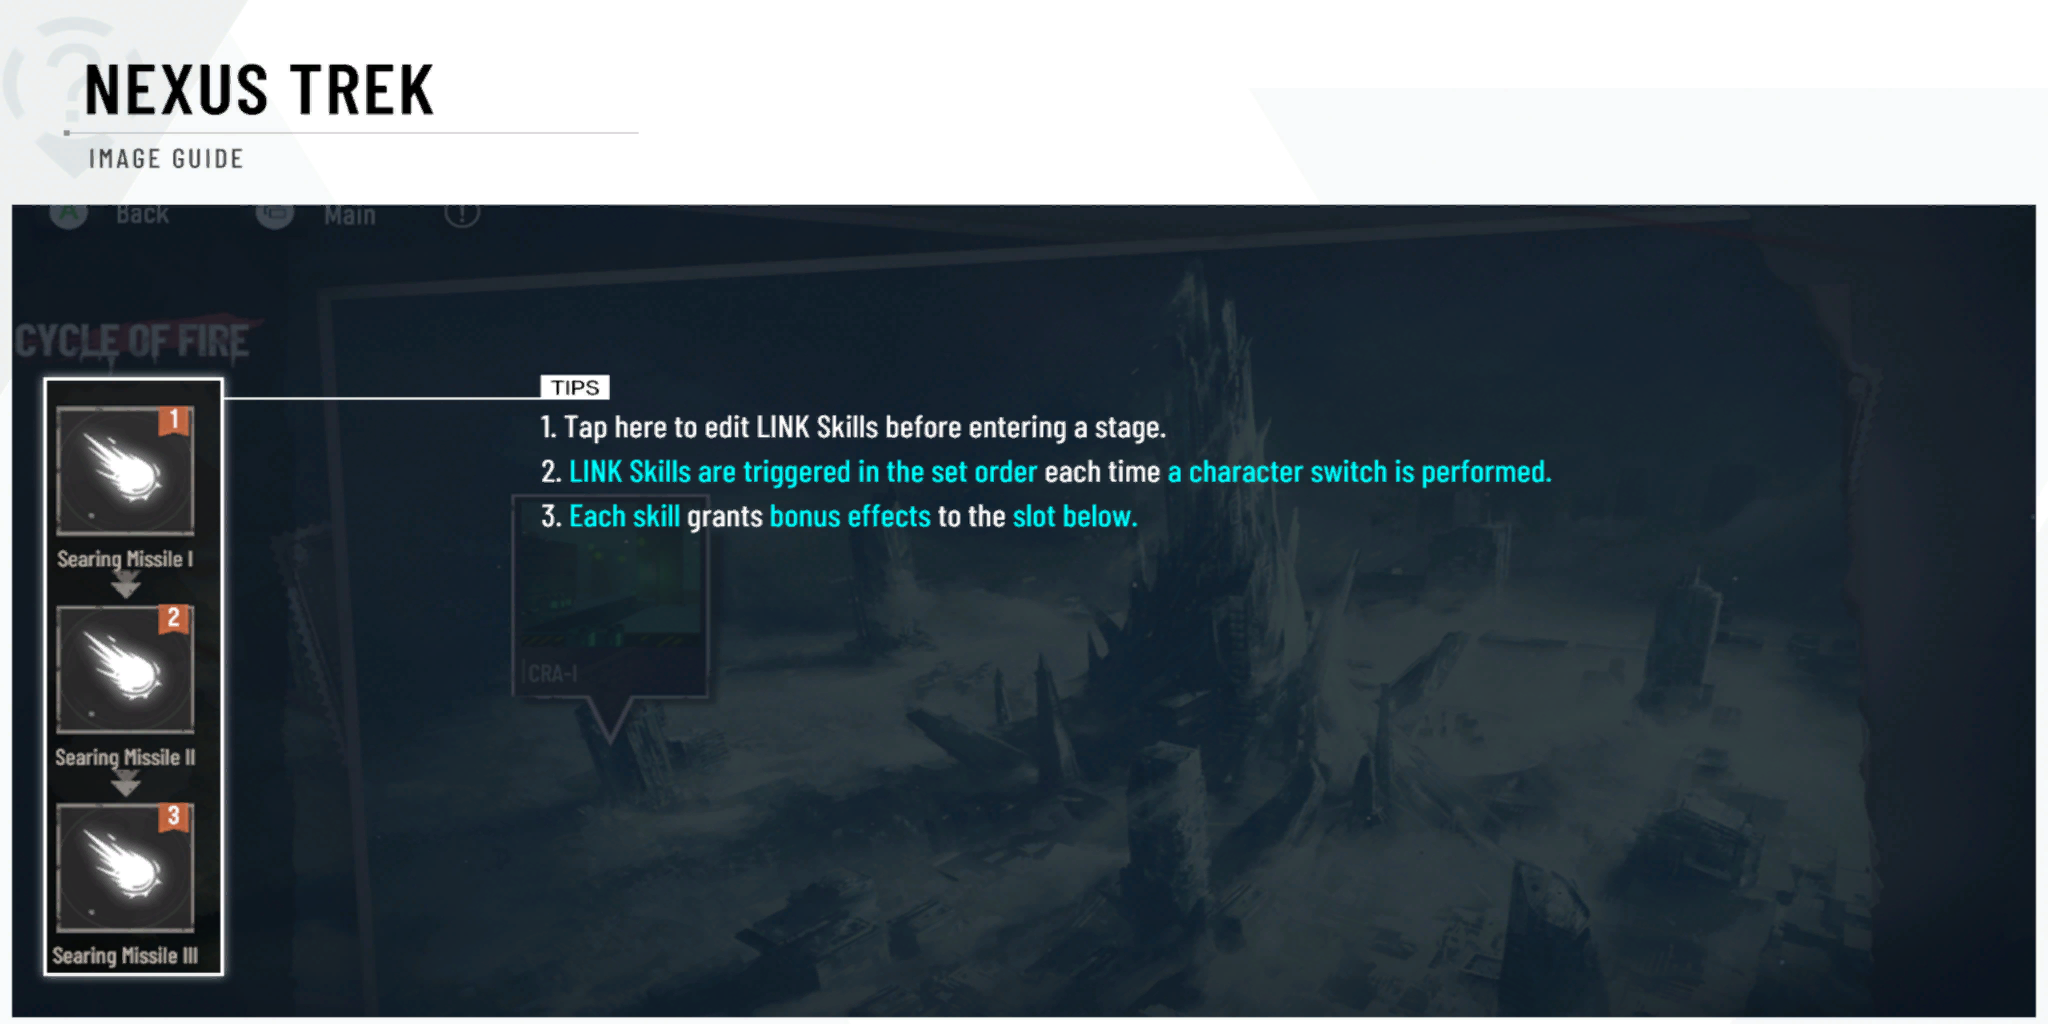 NEXUS TREK
IMAGE GUIDE
A Back Main !
CYCLE OF FIRE
TIPS
1. Tap here to edit LINK Skills before entering a stage.
2. LINK Skills are triggered in the set order each time a character switch is performed.
3. Each skill grants bonus effects to the slot below.
1
Searing Missile I
2
Searing Missile II
3
Searing Missile III
CRA-I